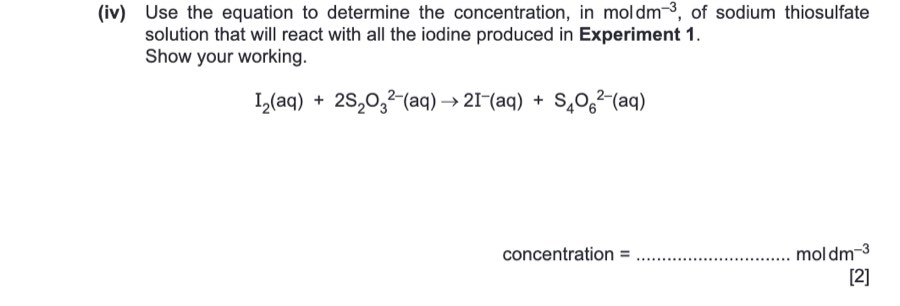 (iv) Use the equation to determine the concentration, in mol dm⁻³, of sodium thiosulfate
solution that will react with all the iodine produced in Experiment 1.
Show your working.
I₂(aq) + 2S₂O₃²⁻(aq) → 2I⁻(aq) + S₄O₆²⁻(aq)
concentration = .............................. mol dm⁻³
[2]